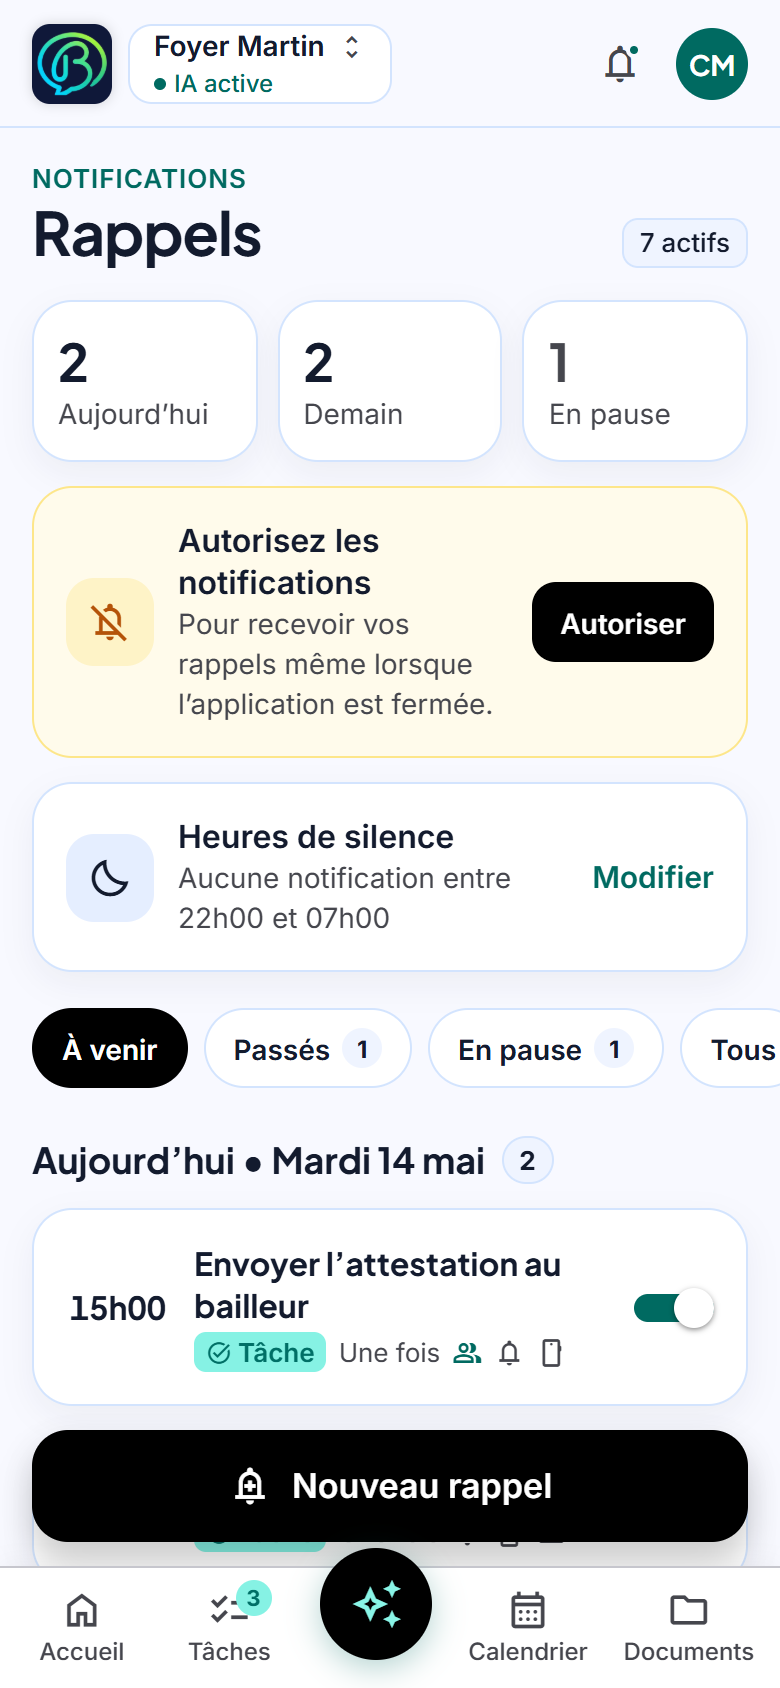 Foyer Martin
IA active
CM
NOTIFICATIONS
Rappels
7 actifs
2
Aujourd’hui
2
Demain
1
En pause
Autorisez les
notifications
Pour recevoir vos
rappels même lorsque
l’application est fermée.
Autoriser
Heures de silence
Aucune notification entre
22h00 et 07h00
Modifier
À venir
Passés 1
En pause 1
Tous
Aujourd’hui • Mardi 14 mai 2
15h00
Envoyer l’attestation au
bailleur
Tâche Une fois
Nouveau rappel
3
Accueil
Tâches
Calendrier
Documents